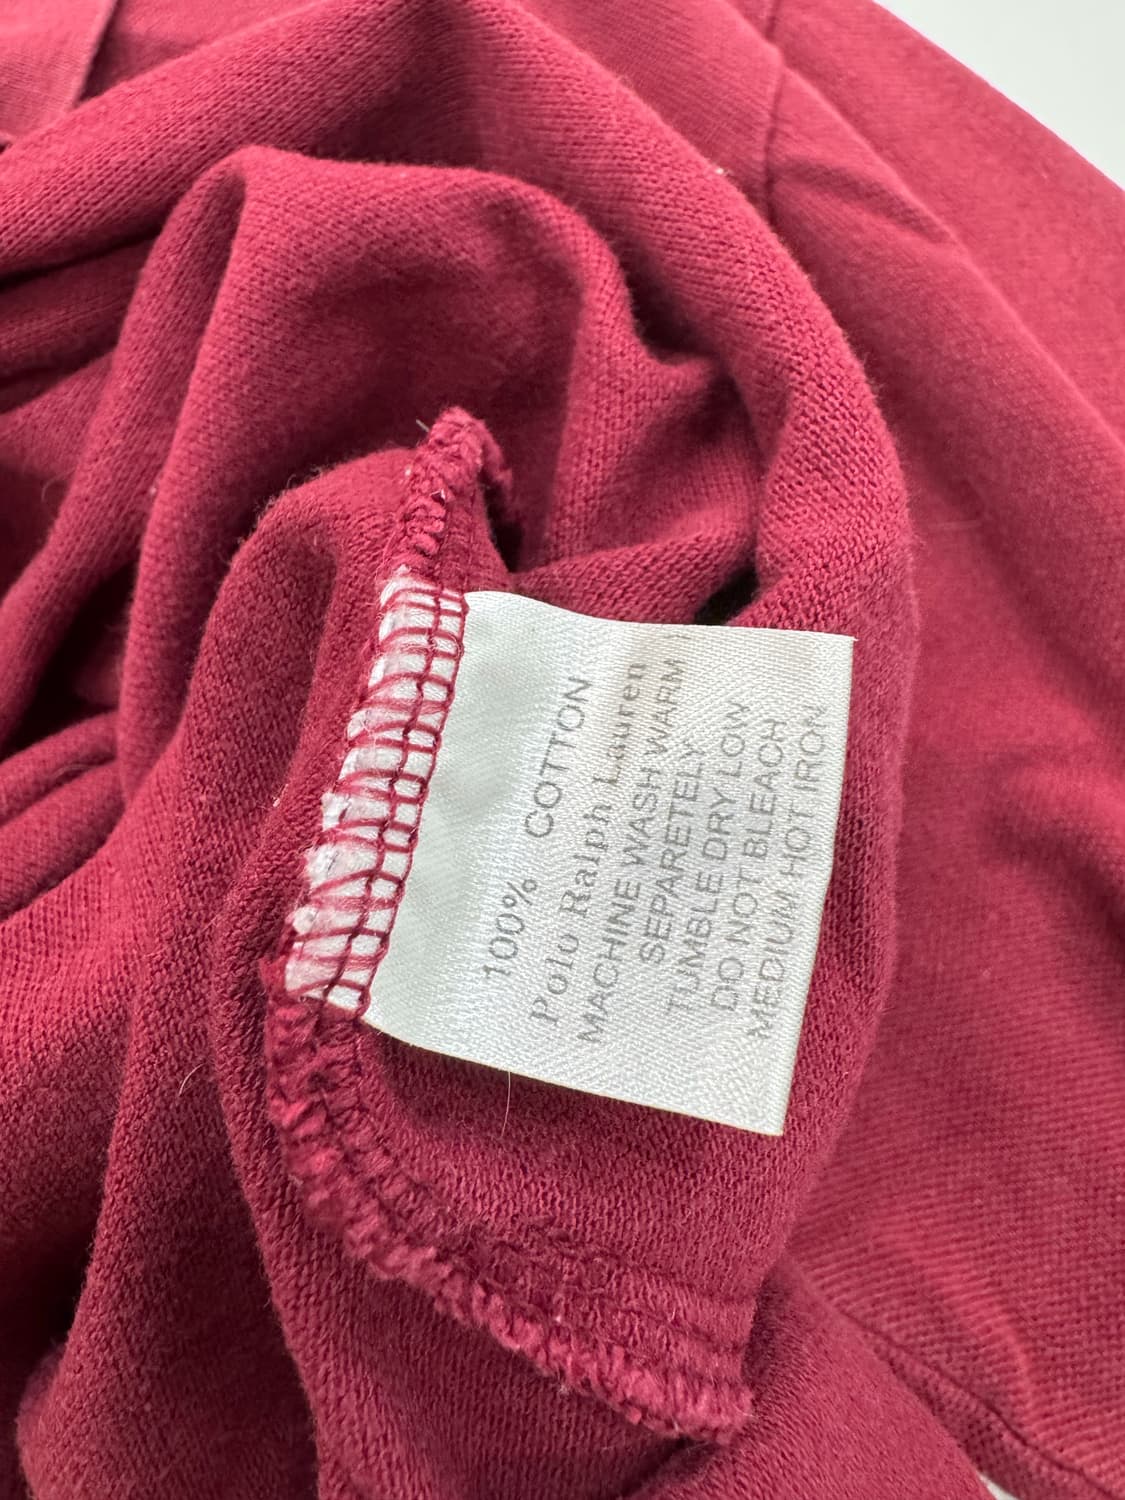 100% COTTON
Polo Ralph Lauren
MACHINE WASH WARM
SEPARETELY
TUMBLE DRY LOW
DO NOT BLEACH
MEDIUM HOT IRON